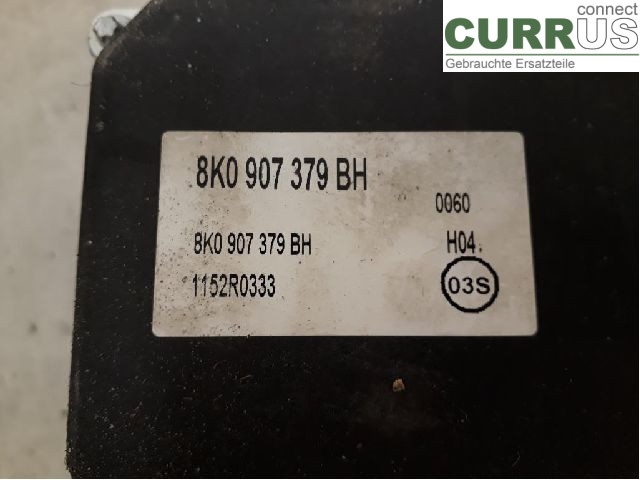 connect
CURRUS
Gebrauchte Ersatzteile
8K0 907 379 BH
0060
8K0 907 379 BH H04.
1152R0333
03S